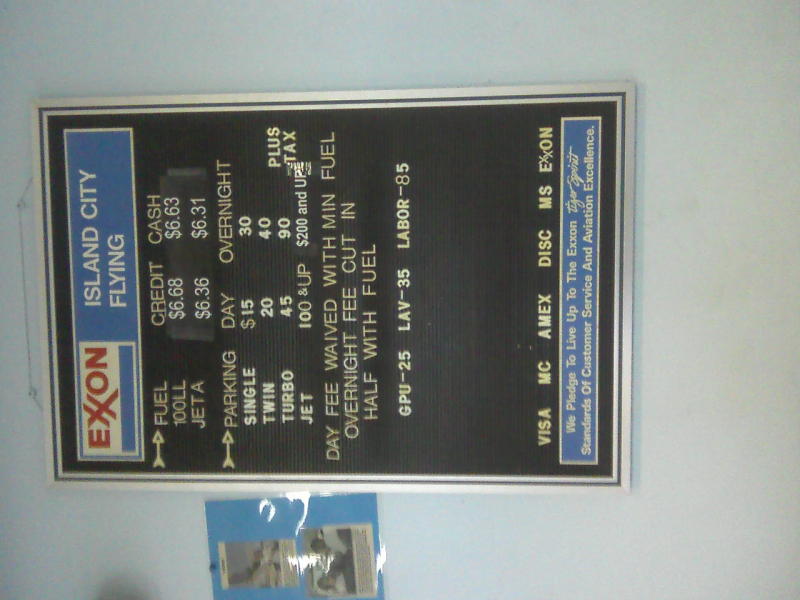 EXXON
ISLAND CITY
FLYING
FUEL CREDIT CASH
100LL $6.68 $6.63
JET A $6.36 $6.31
PARKING DAY OVERNIGHT
SINGLE $15 30
TWIN 20 40 PLUS
TURBO 45 90 TAX
JET 100 & UP $200 and UP
DAY FEE WAIVED WITH MIN FUEL
OVERNIGHT FEE CUT IN
HALF WITH FUEL
GPU-25 LAV-35 LABOR-85
VISA MC AMEX DISC MS EXXON
We Pledge To Live Up To The Exxon Tiger Spirit
Standards Of Customer Service And Aviation Excellence.